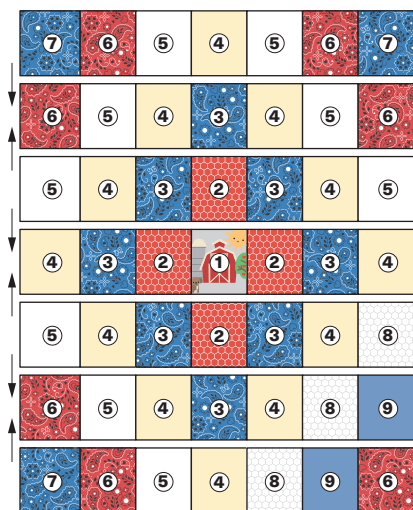 7 6 5 4 5 6 7
6 5 4 3 4 5 6
5 4 3 2 3 4 5
4 3 2 1 2 3 4
5 4 3 2 3 4 8
6 5 4 3 4 8 9
7 6 5 4 8 9 6